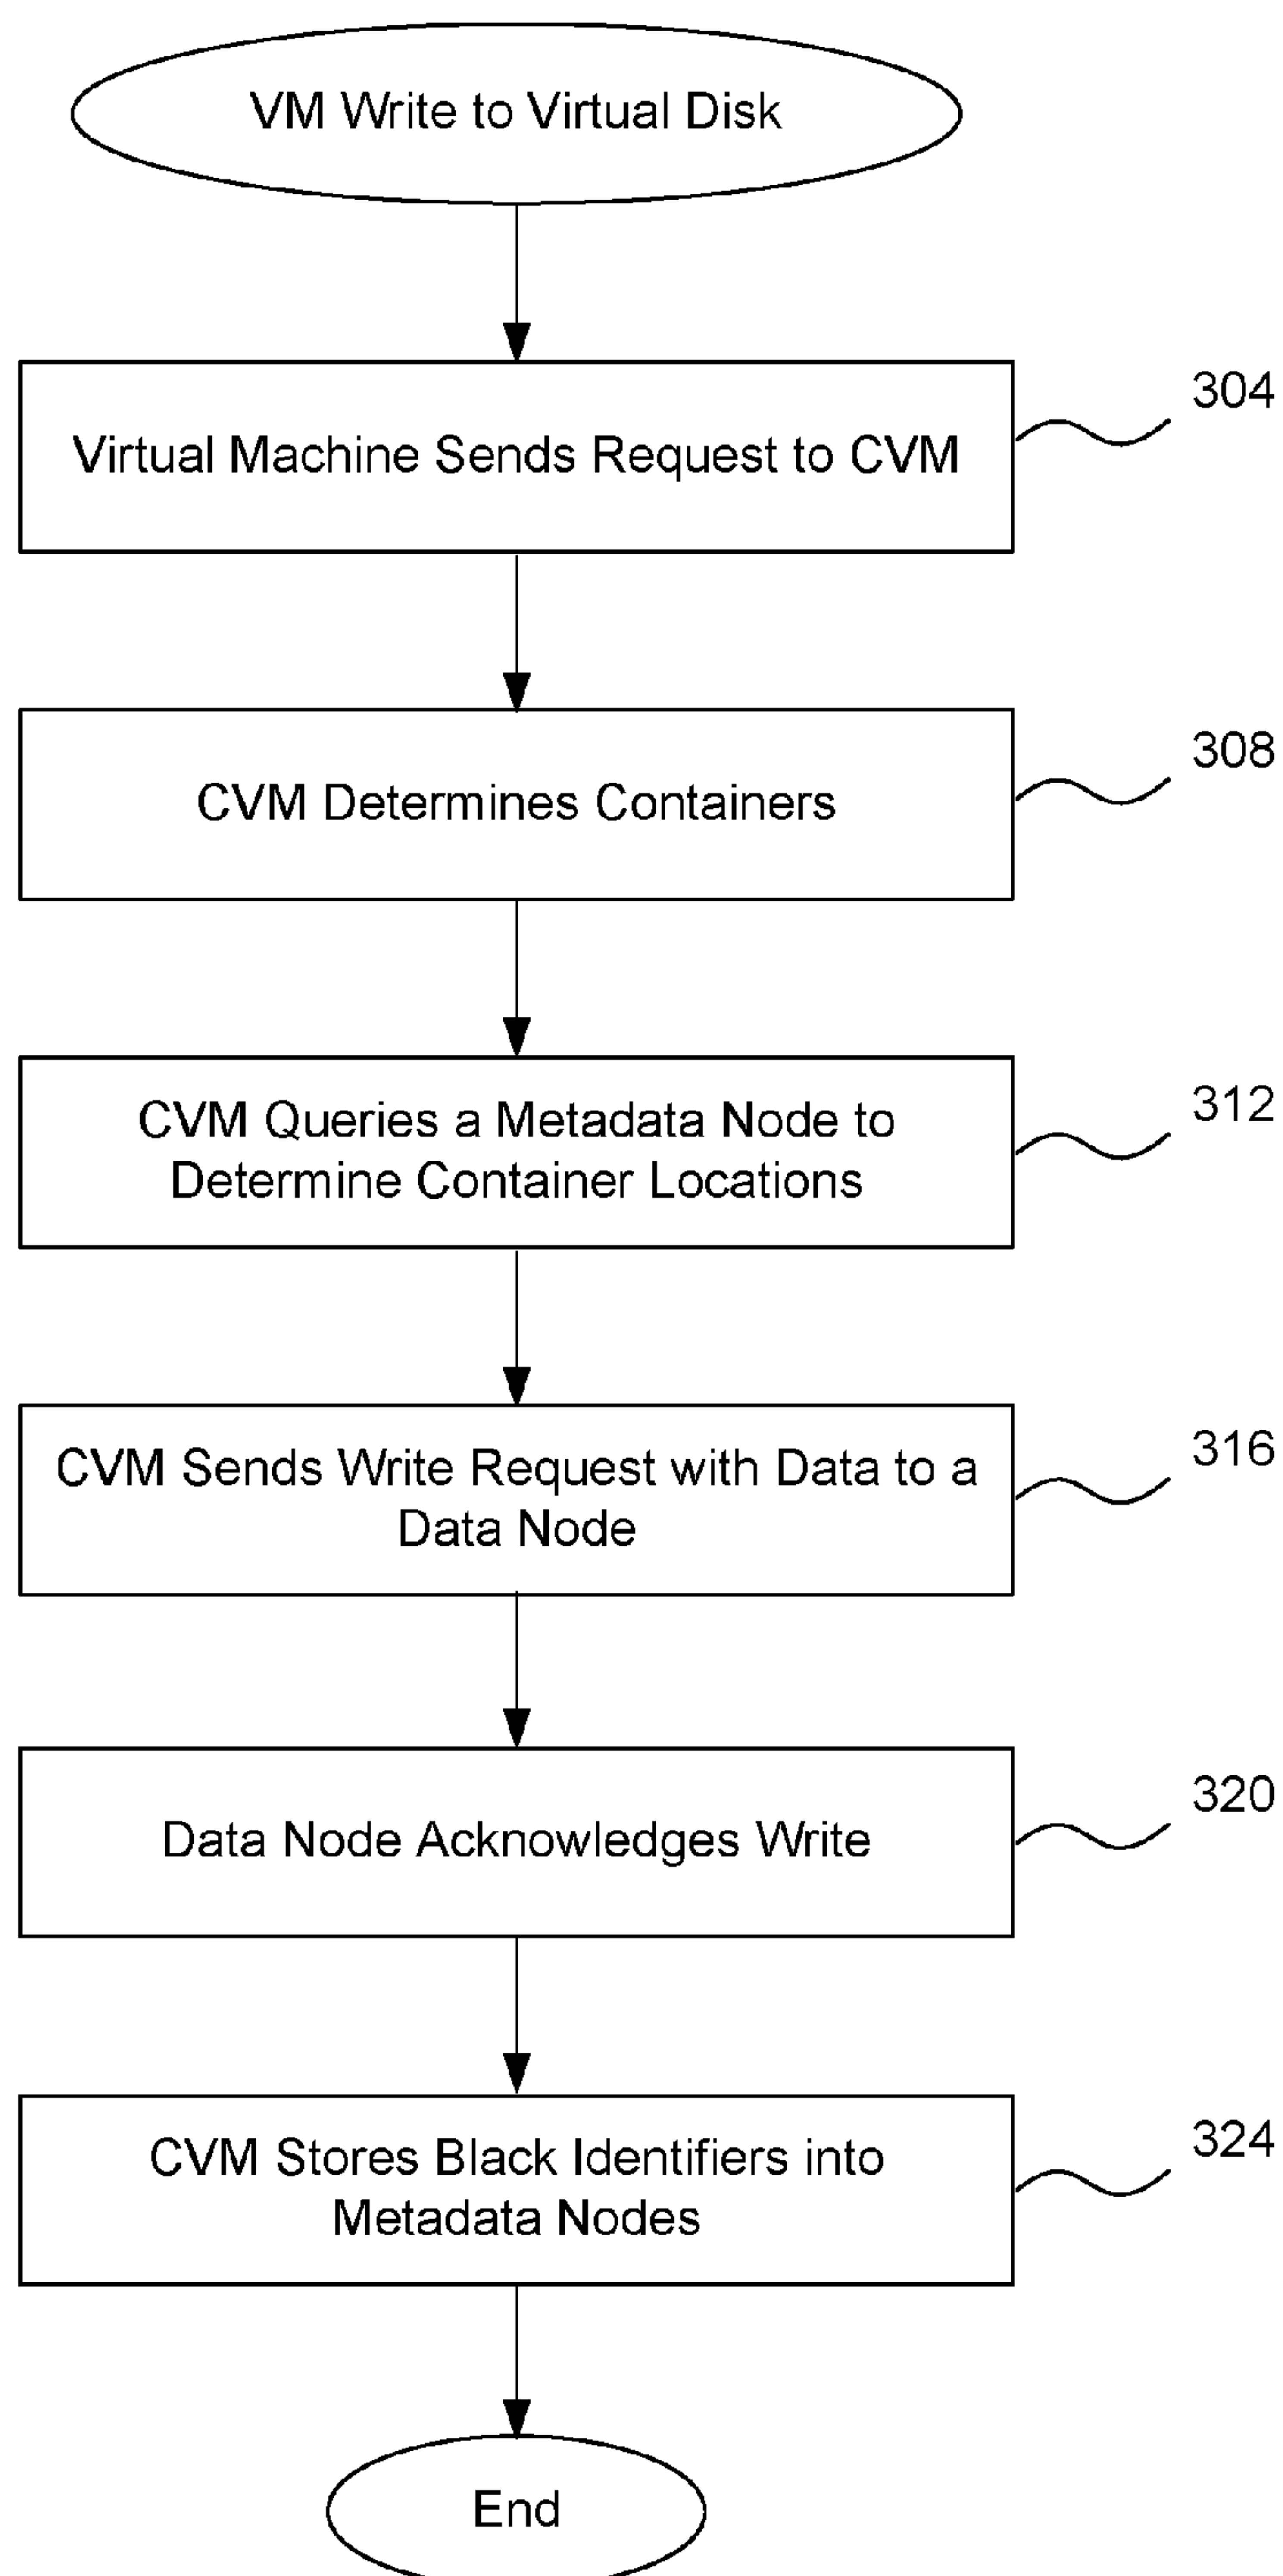 VM Write to Virtual Disk
Virtual Machine Sends Request to CVM
304
CVM Determines Containers
308
CVM Queries a Metadata Node to
Determine Container Locations
312
CVM Sends Write Request with Data to a
Data Node
316
Data Node Acknowledges Write
320
CVM Stores Black Identifiers into
Metadata Nodes
324
End